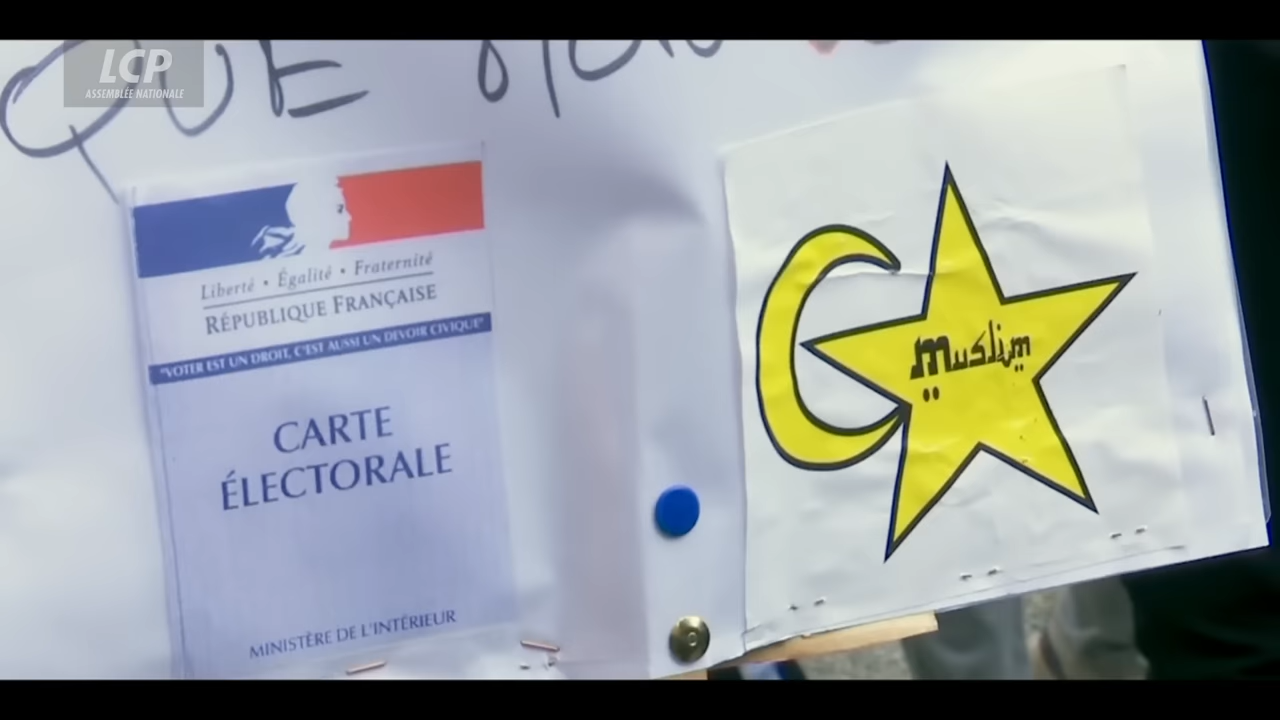 LCP
ASSEMBLÉE NATIONALE
QUE
Liberté • Égalité • Fraternité
RÉPUBLIQUE FRANÇAISE
"VOTER EST UN DROIT, C'EST AUSSI UN DEVOIR CIVIQUE"
CARTE
ÉLECTORALE
MINISTÈRE DE L'INTÉRIEUR
Muslim